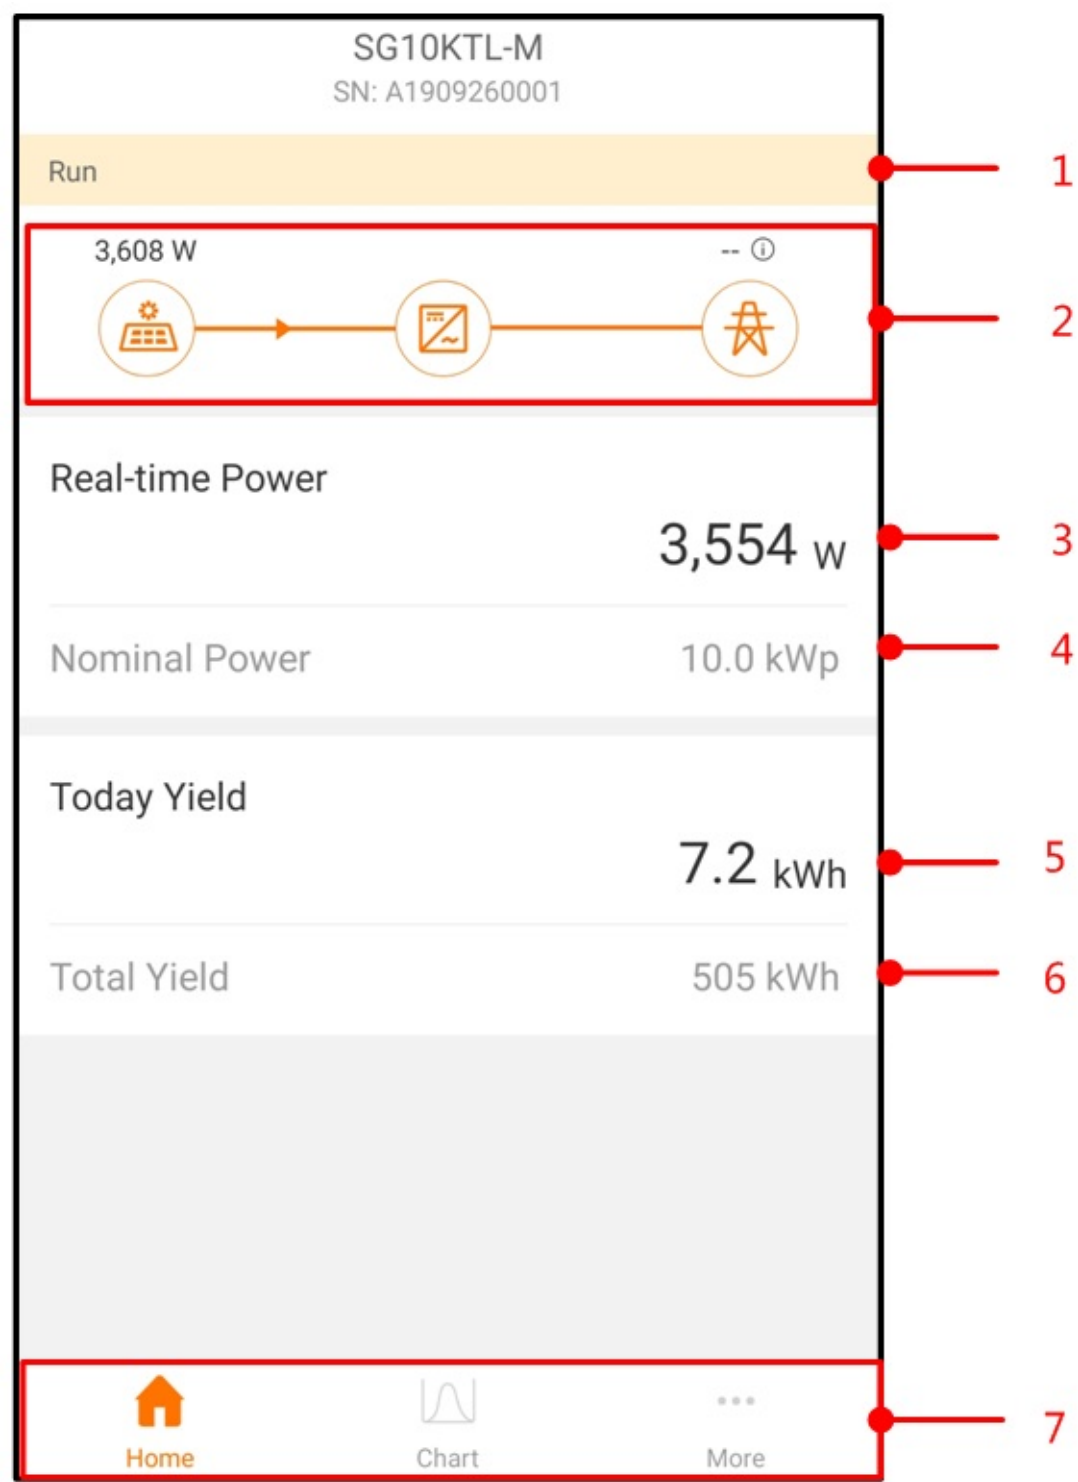 SG10KTL-M
SN: A1909260001
Run
1
3,608 W
--
2
Real-time Power
3,554 W
3
Nominal Power 10.0 kWp
4
Today Yield
7.2 kWh
5
Total Yield 505 kWh
6
Home Chart More
7